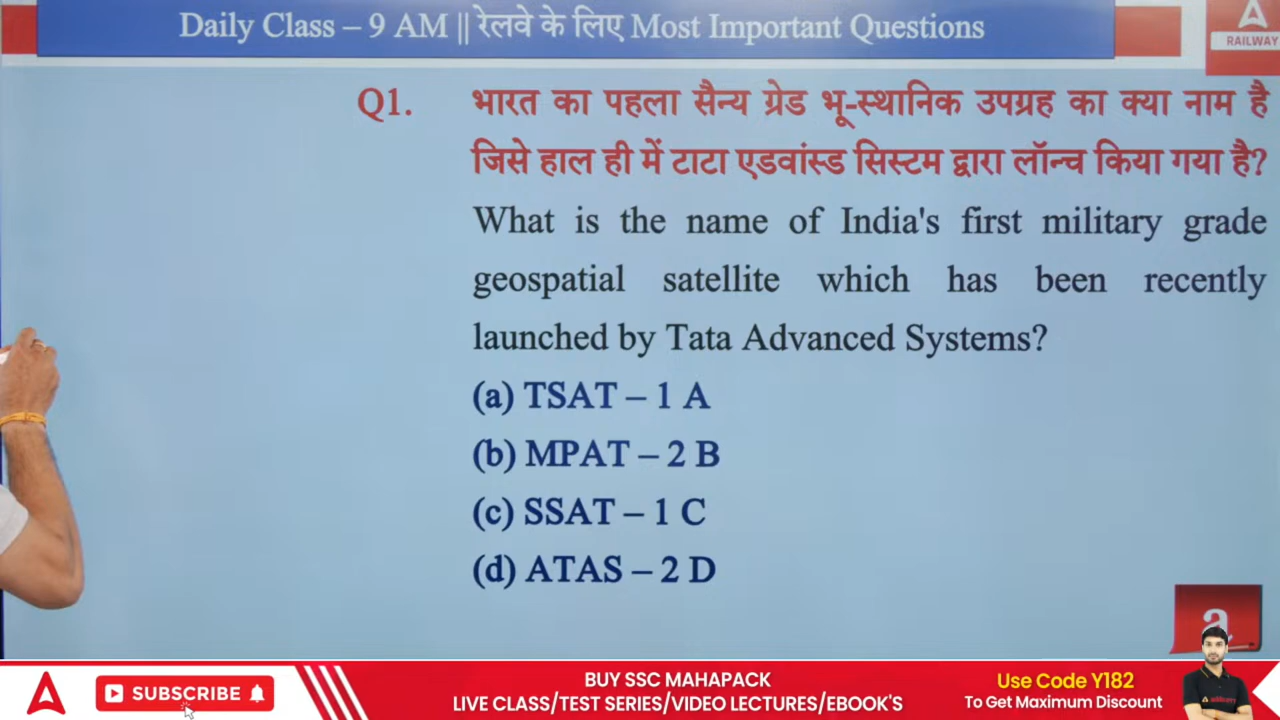 Daily Class – 9 AM || रेलवे के लिए Most Important Questions
RAILWAY
Q1. भारत का पहला सैन्य ग्रेड भू-स्थानिक उपग्रह का क्या नाम है
जिसे हाल ही में टाटा एडवांस्ड सिस्टम द्वारा लॉन्च किया गया है?
What is the name of India's first military grade
geospatial satellite which has been recently
launched by Tata Advanced Systems?
(a) TSAT – 1 A
(b) MPAT – 2 B
(c) SSAT – 1 C
(d) ATAS – 2 D
a
SUBSCRIBE
BUY SSC MAHAPACK
LIVE CLASS/TEST SERIES/VIDEO LECTURES/EBOOK'S
Use Code Y182
To Get Maximum Discount